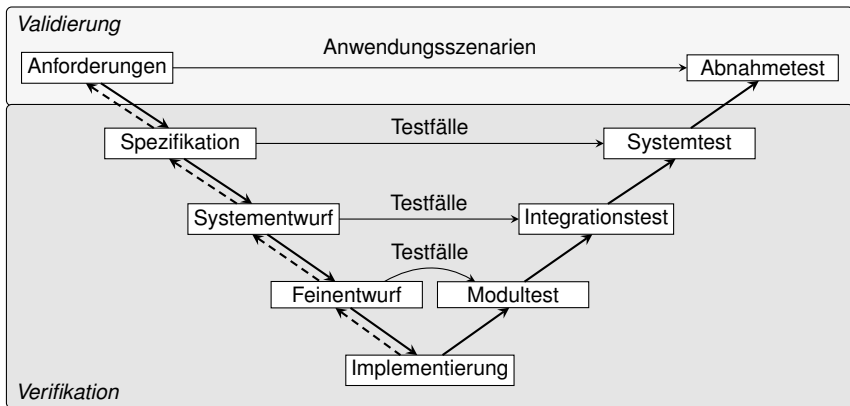 Validierung
Anwendungsszenarien
Anforderungen
Abnahmetest
Testfälle
Spezifikation
Systemtest
Testfälle
Systementwurf
Integrationstest
Testfälle
Feinentwurf
Modultest
Implementierung
Verifikation